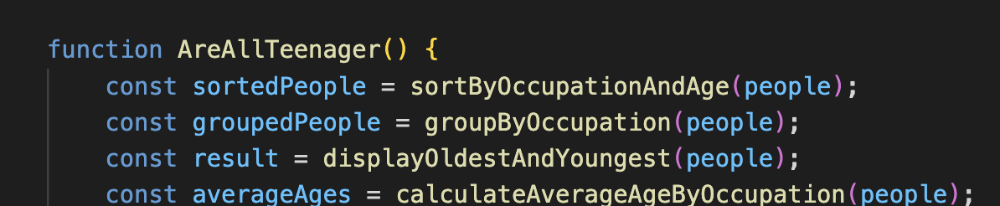 function AreAllTeenager() {
const sortedPeople = sortByOccupationAndAge(people);
const groupedPeople = groupByOccupation(people);
const result = displayOldestAndYoungest(people);
const averageAges = calculateAverageAgeByOccupation(people);